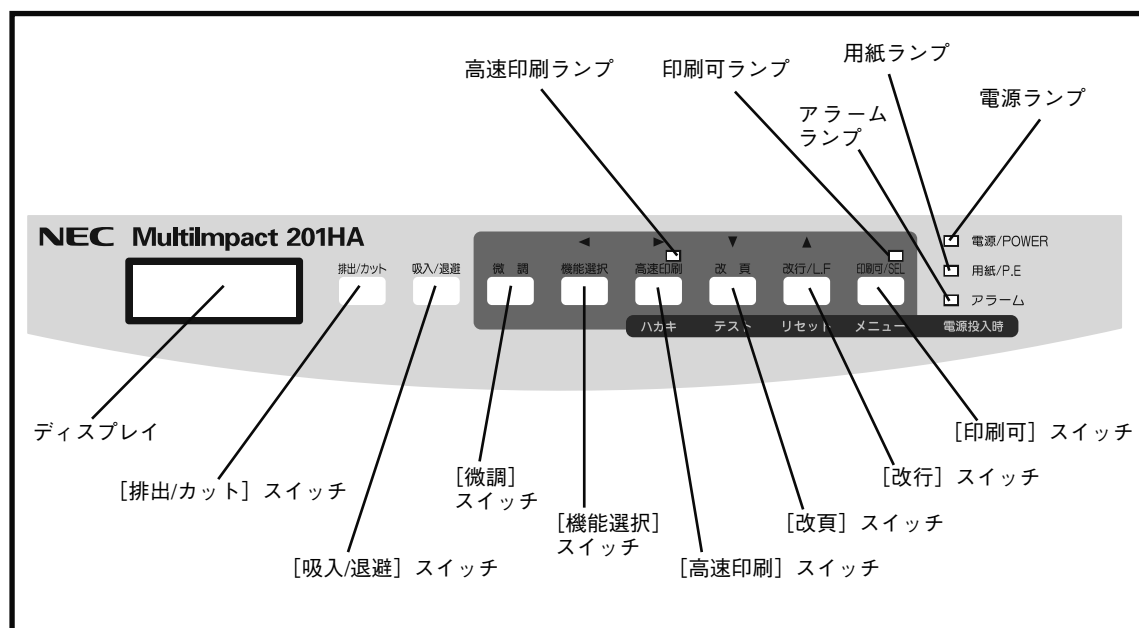 用紙ランプ
高速印刷ランプ
印刷可ランプ
電源ランプ
アラーム
ランプ
NEC MultiImpact 201HA
◀ ▶ ▼ ▲
排出/カット
吸入/退避
微 調
機能選択
高速印刷
改 頁
改行/L.F
印刷可/SEL
電源/POWER
用紙/P.E
アラーム
ハカキ
テスト
リセット
メニュー
電源投入時
ディスプレイ
[排出/カット] スイッチ
[吸入/退避] スイッチ
[微調]
スイッチ
[機能選択]
スイッチ
[高速印刷] スイッチ
[改頁] スイッチ
[改行] スイッチ
[印刷可] スイッチ